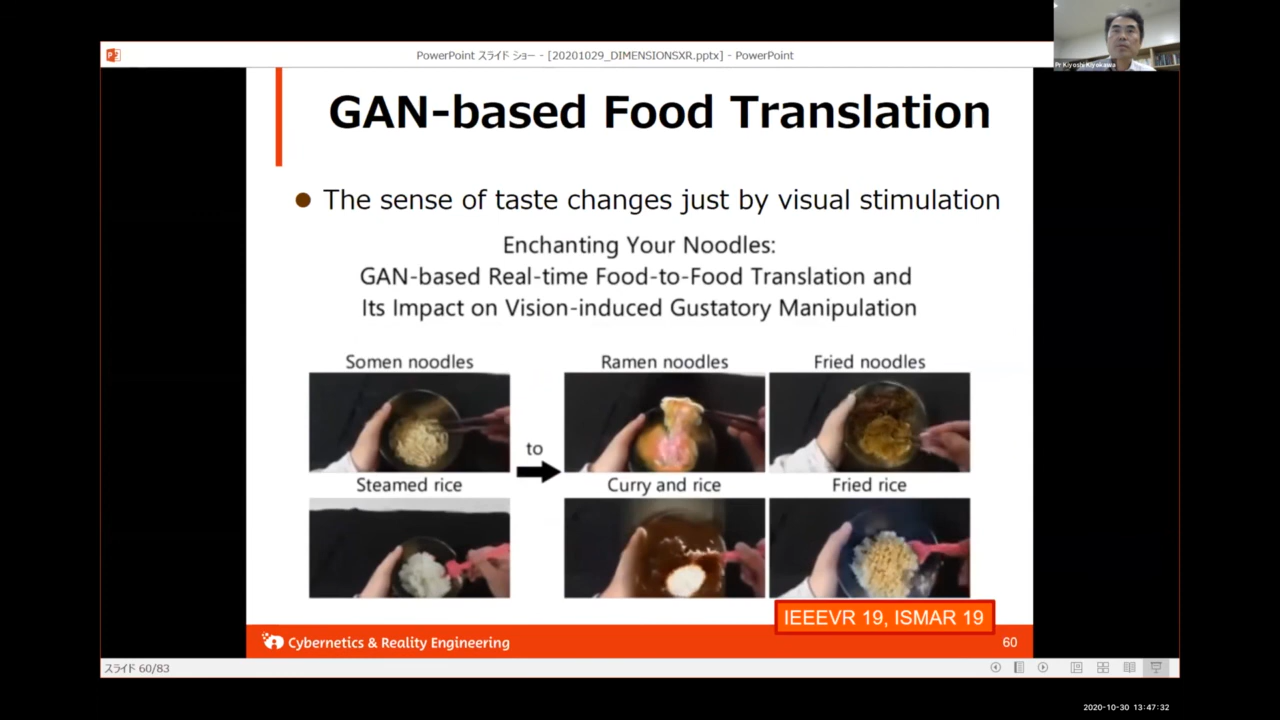 PowerPoint スライド ショー - [20201029_DIMENSIONSXR.pptx] - PowerPoint
Pr Kiyoshi Kiyokawa
GAN-based Food Translation
The sense of taste changes just by visual stimulation
Enchanting Your Noodles:
GAN-based Real-time Food-to-Food Translation and
Its Impact on Vision-induced Gustatory Manipulation
Somen noodles
Ramen noodles
Fried noodles
to
Steamed rice
Curry and rice
Fried rice
IEEEVR 19, ISMAR 19
Cybernetics & Reality Engineering
60
スライド 60/83
2020-10-30 13:47:32